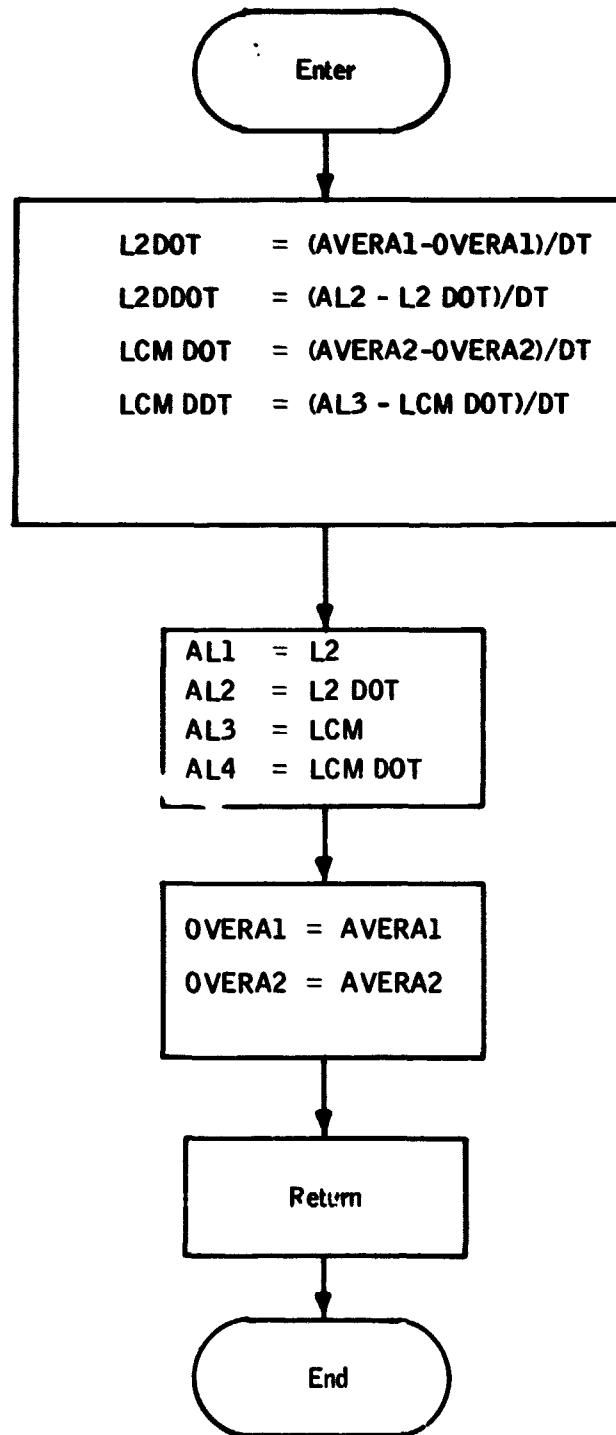 Enter
L2DOT = (AVERA1-OVERA1)/DT
L2DDOT = (AL2 - L2 DOT)/DT
LCM DOT = (AVERA2-OVERA2)/DT
LCM DDT = (AL3 - LCM DOT)/DT
AL1 = L2
AL2 = L2 DOT
AL3 = LCM
AL4 = LCM DOT
OVERA1 = AVERA1
OVERA2 = AVERA2
Return
End